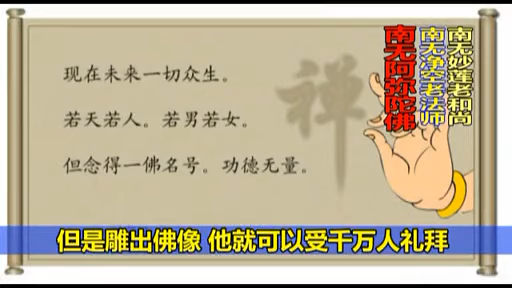 现在未来一切众生。
若天若人。若男若女。
但念得一佛名号。功德无量。
禅
南无妙莲老和尚
南无净空老法师
南无阿弥陀佛
但是雕出佛像 他就可以受千万人礼拜